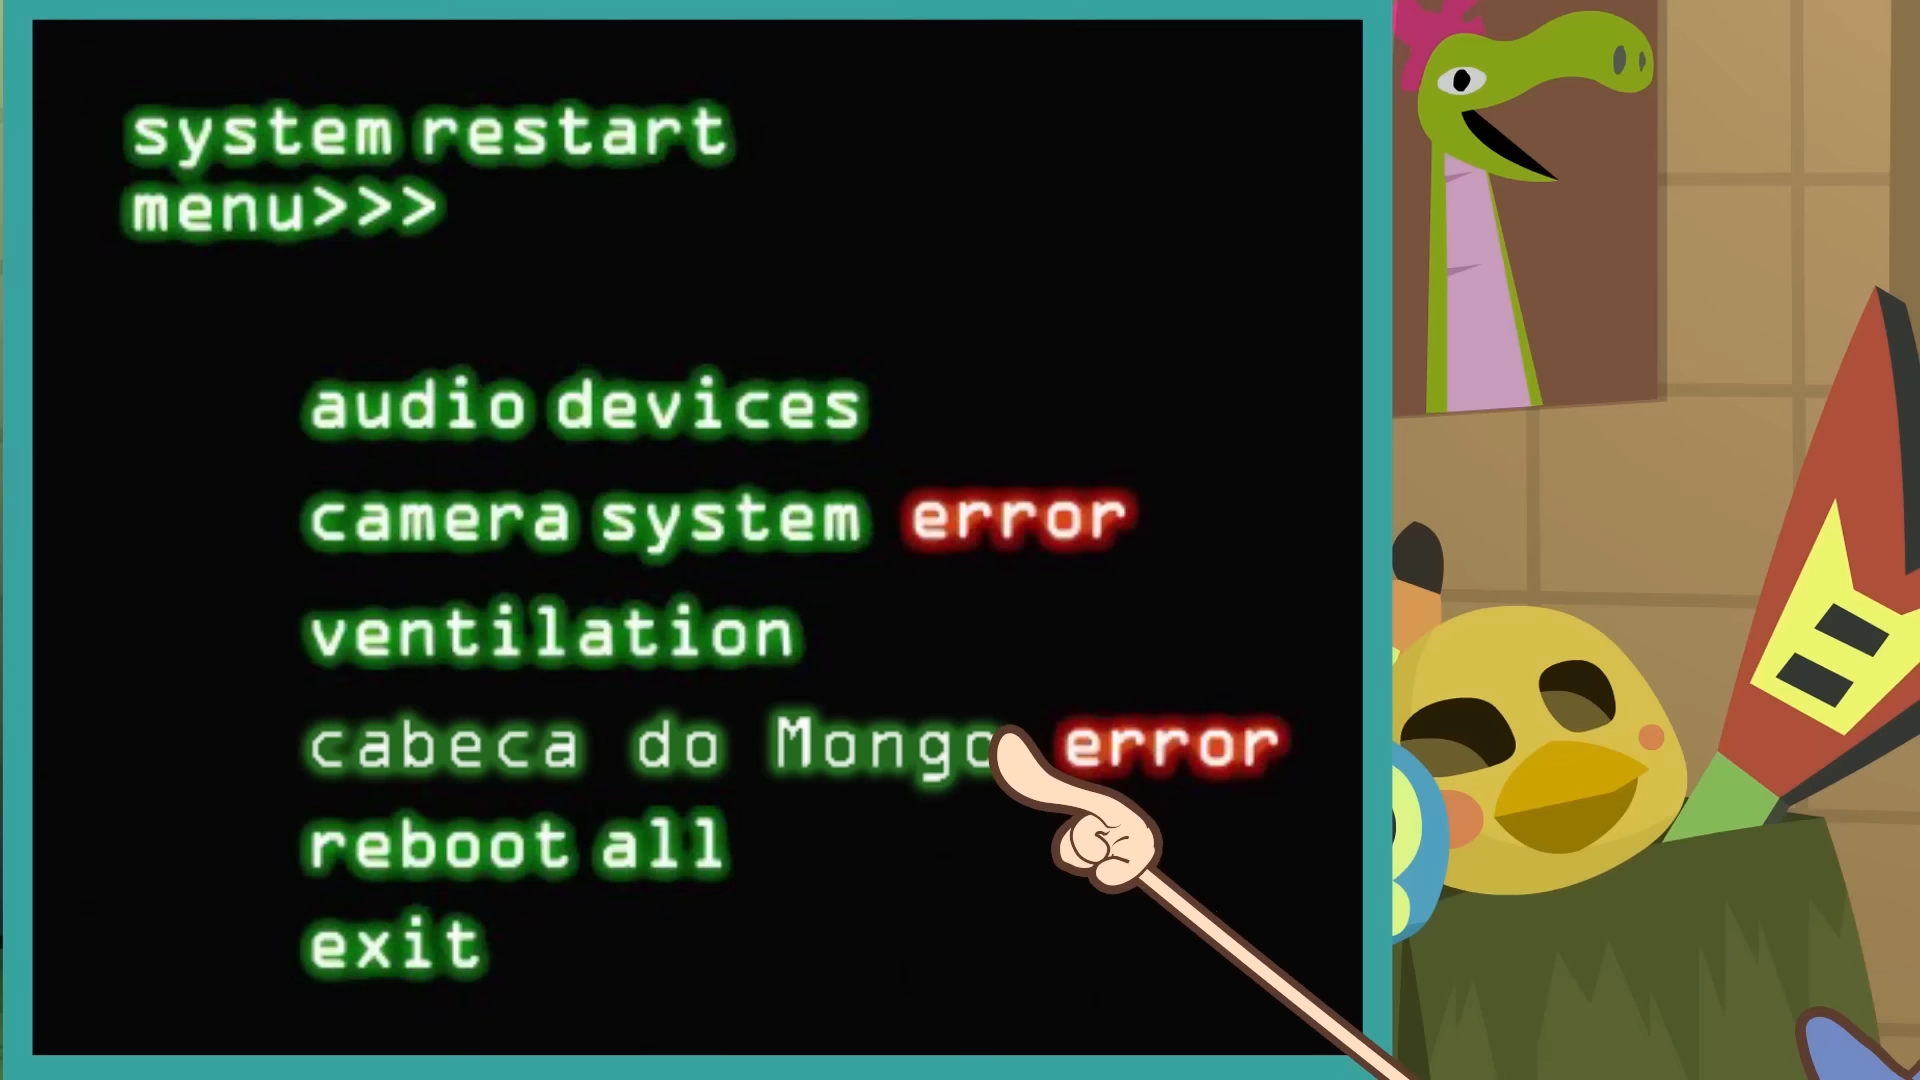 system restart
menu>>>
audio devices
camera system error
ventilation
cabeca do Mongo error
reboot all
exit